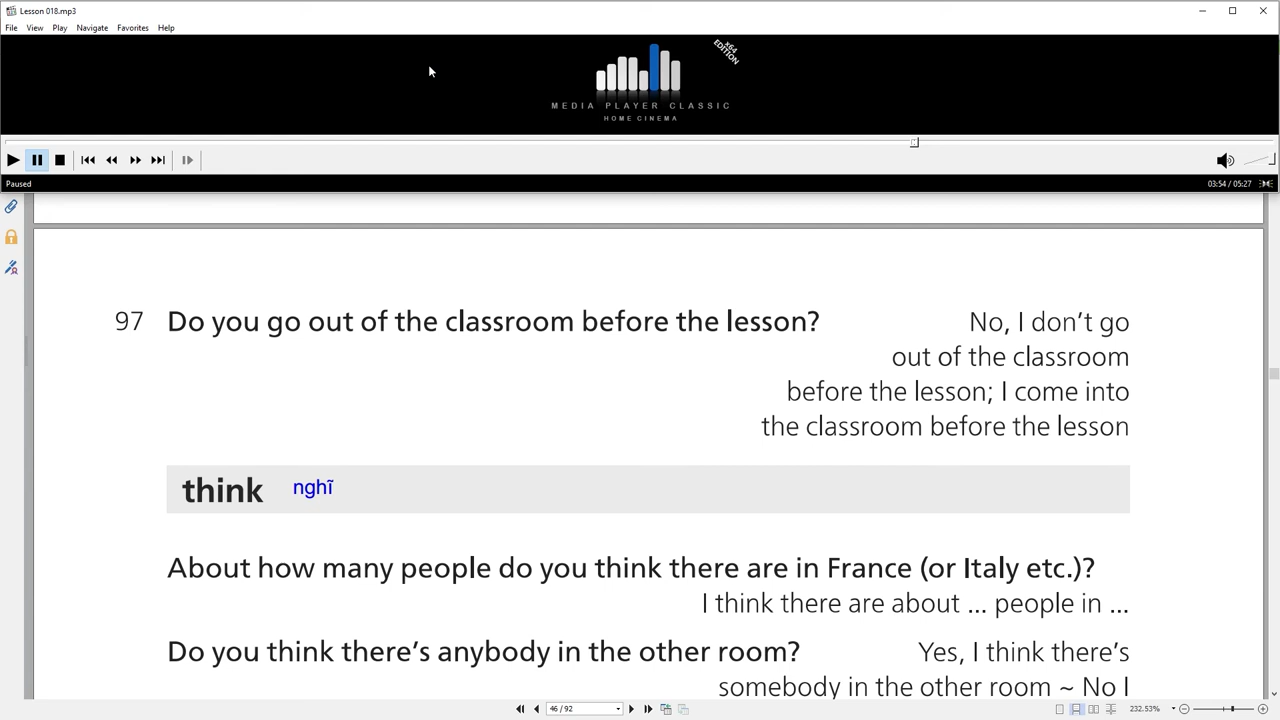 Lesson 018.mp3
File View Play Navigate Favorites Help
x64
EDITION
MEDIA PLAYER CLASSIC
HOME CINEMA
Paused
03:54 / 05:27
97 Do you go out of the classroom before the lesson? No, I don't go
out of the classroom
before the lesson; I come into
the classroom before the lesson
think nghĩ
About how many people do you think there are in France (or Italy etc.)?
I think there are about ... people in ...
Do you think there's anybody in the other room? Yes, I think there's
somebody in the other room ~ No I
46 / 92
232.53%